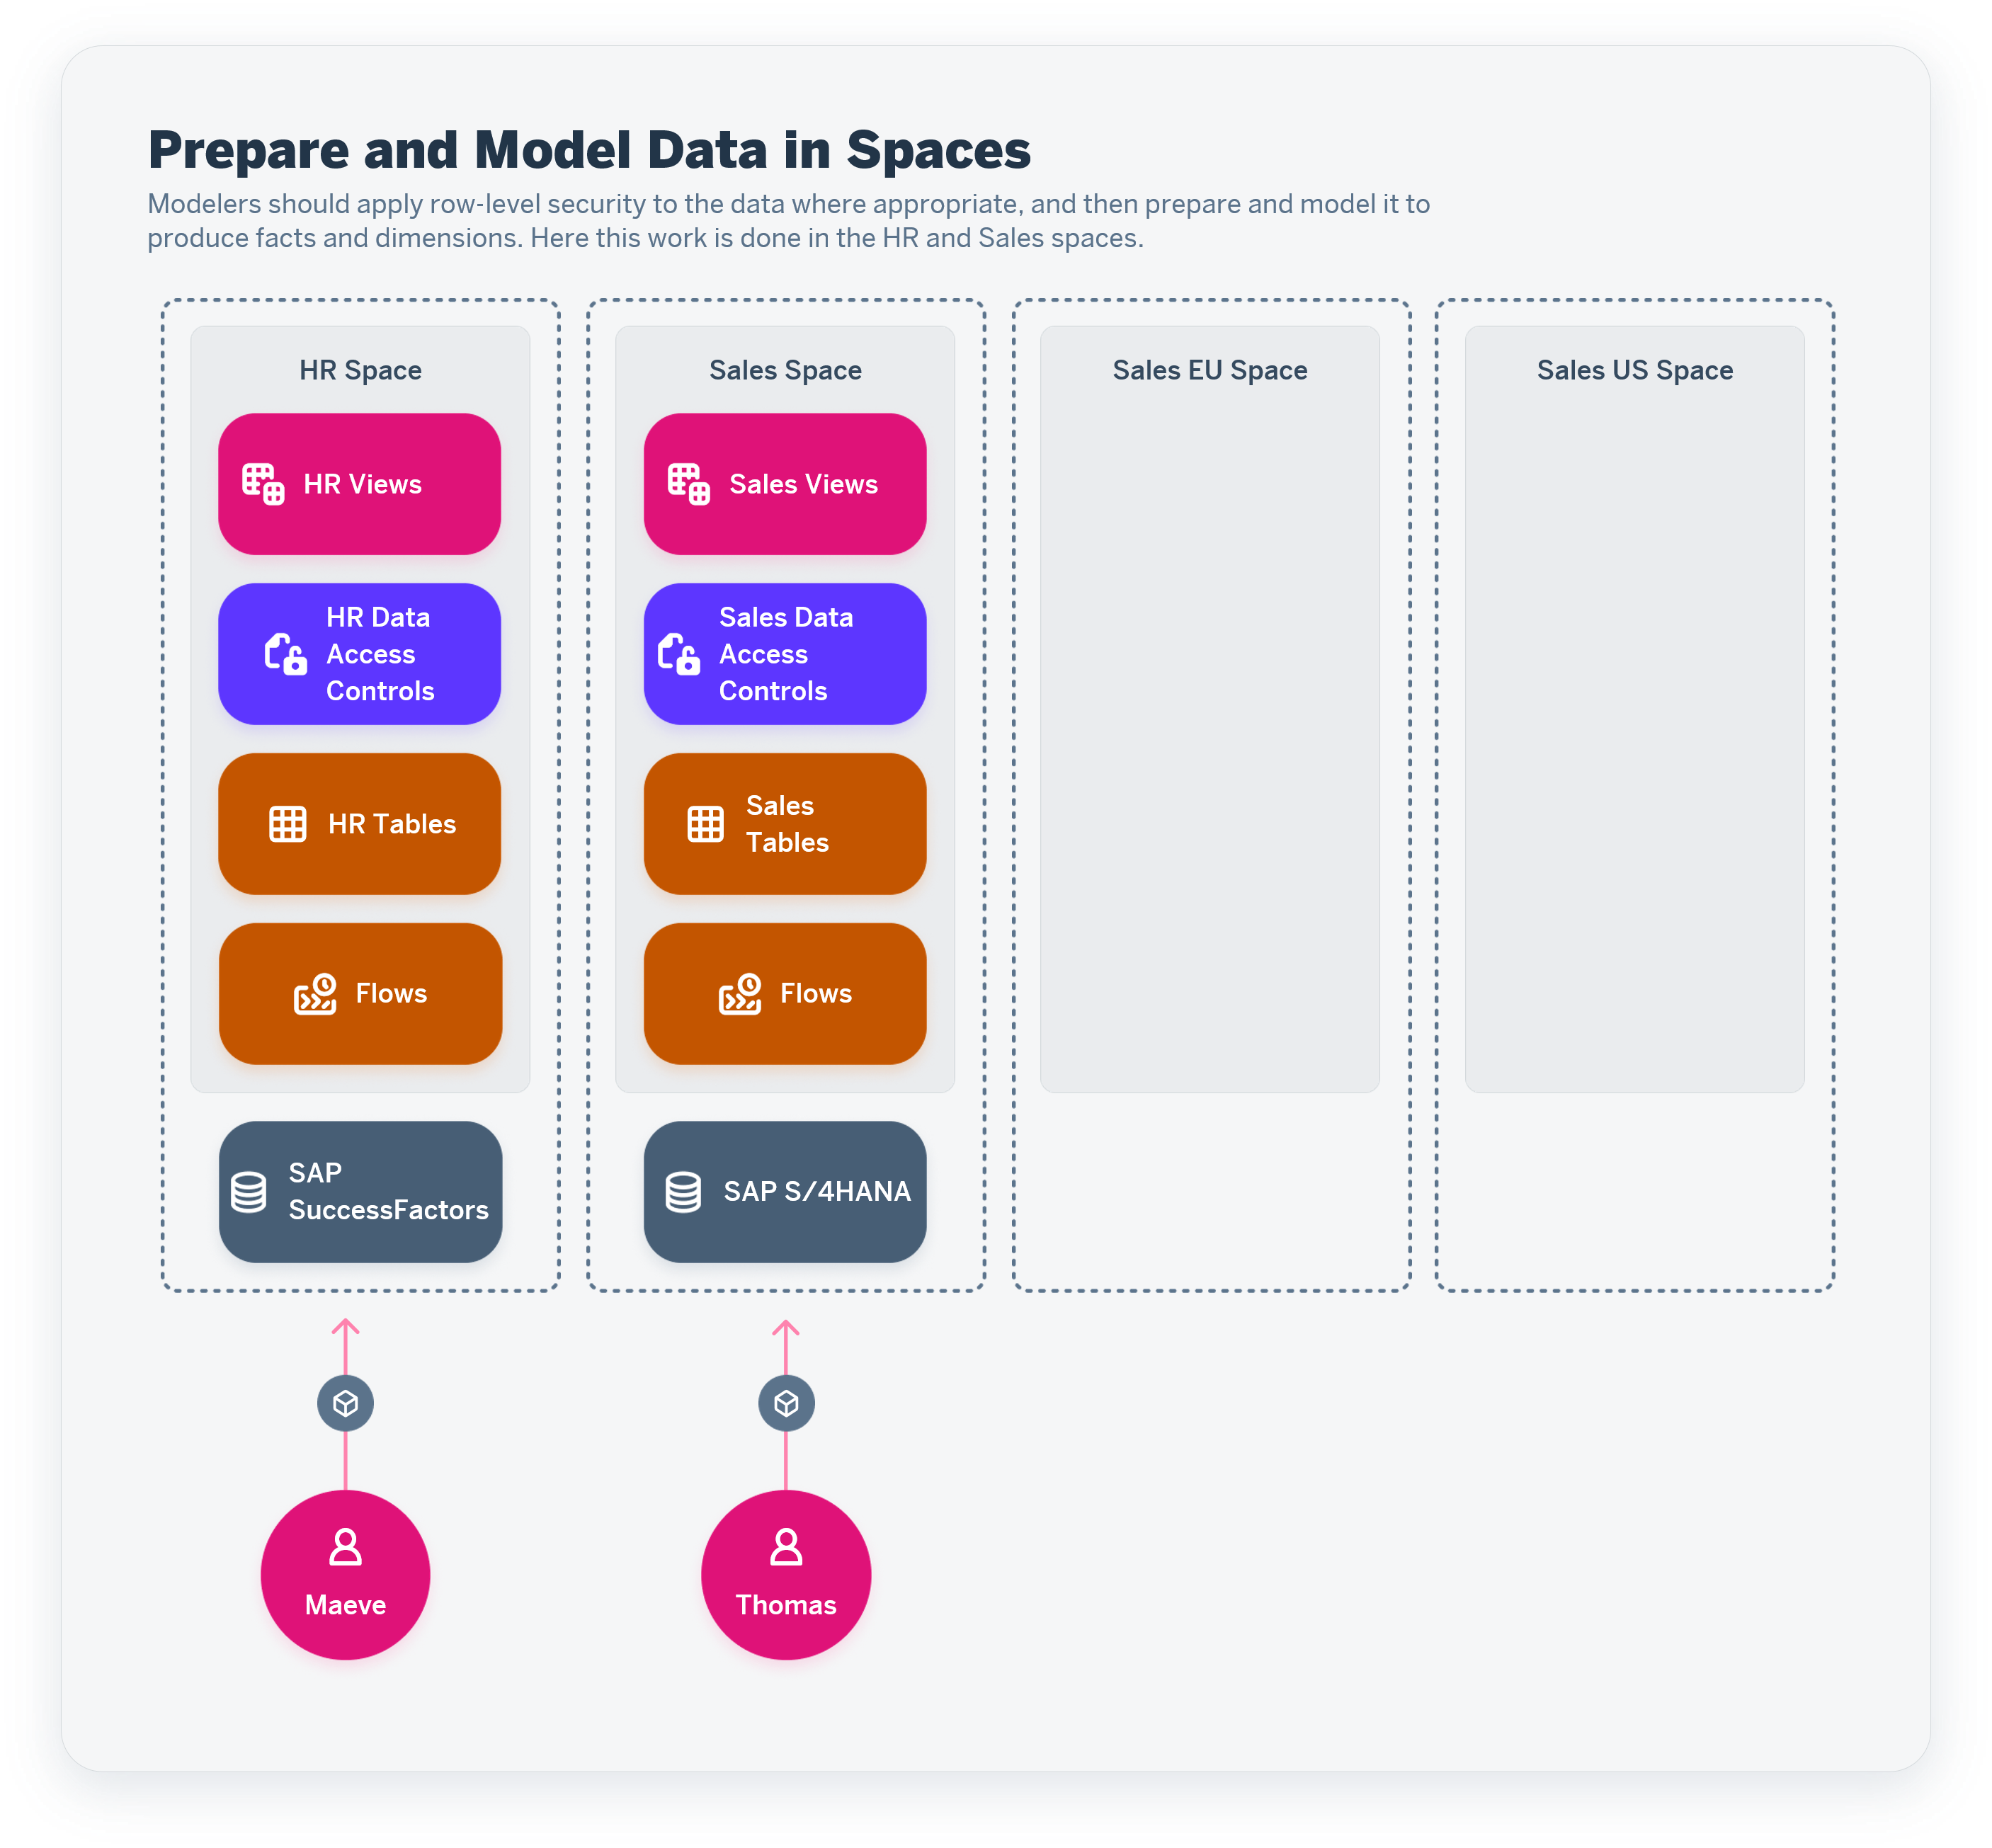 Prepare and Model Data in Spaces
Modelers should apply row-level security to the data where appropriate, and then prepare and model it to
produce facts and dimensions. Here this work is done in the HR and Sales spaces.
HR Space
HR Views
HR Data
Access
Controls
HR Tables
Flows
SAP
SuccessFactors
Maeve
Sales Space
Sales Views
Sales Data
Access
Controls
Sales
Tables
Flows
SAP S/4HANA
Thomas
Sales EU Space
Sales US Space